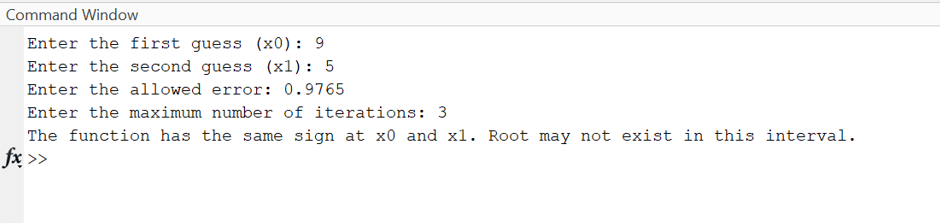 Command Window
Enter the first guess (x0): 9
Enter the second guess (x1): 5
Enter the allowed error: 0.9765
Enter the maximum number of iterations: 3
The function has the same sign at x0 and x1. Root may not exist in this interval.
fx >>